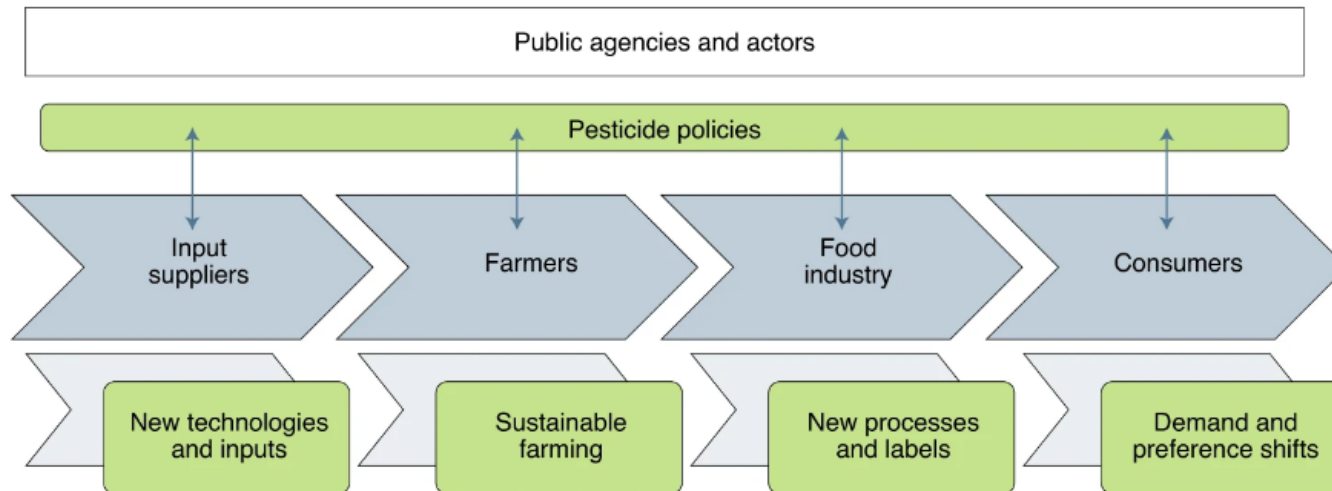 Public agencies and actors
Pesticide policies
Input
suppliers
Farmers
Food
industry
Consumers
New technologies
and inputs
Sustainable
farming
New processes
and labels
Demand and
preference shifts